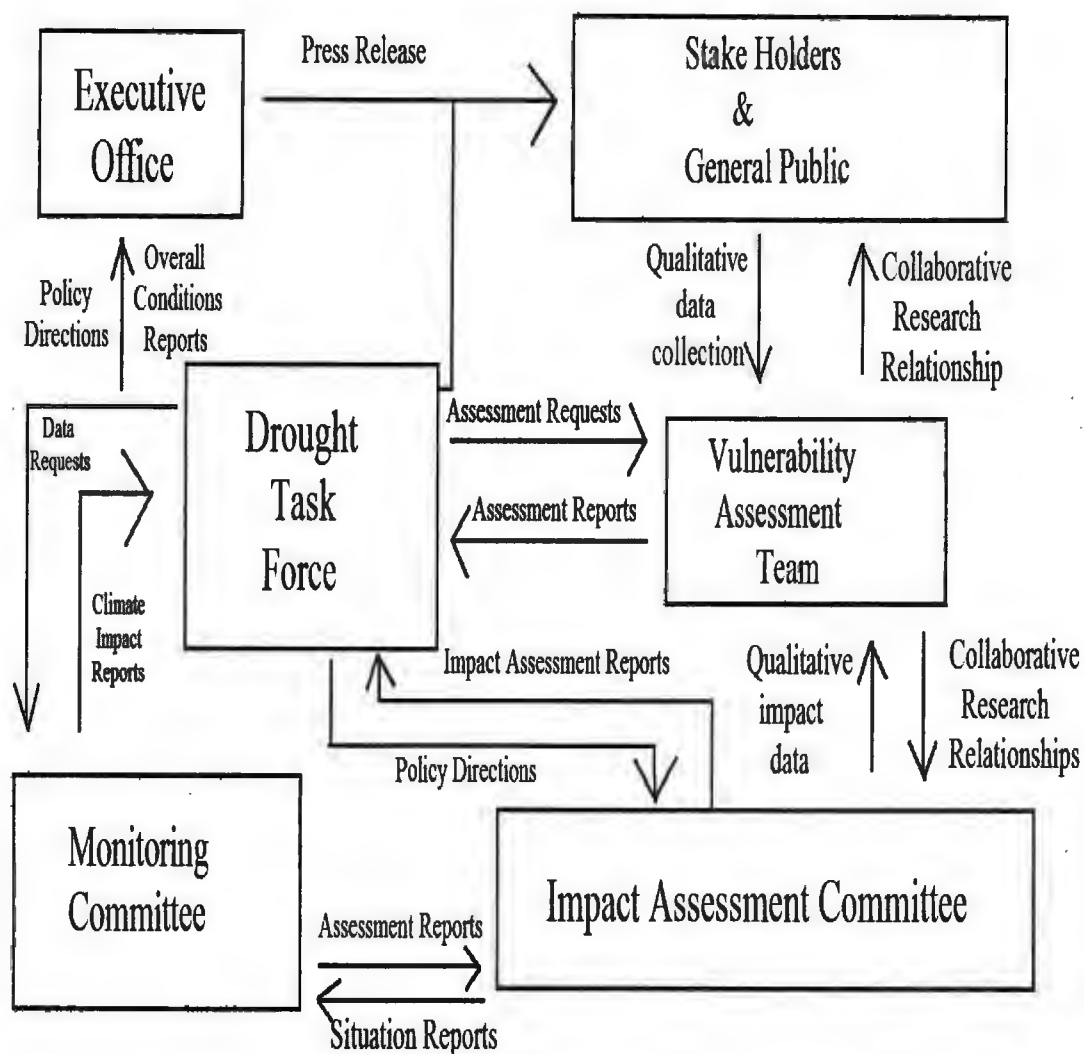 Press Release
Executive
Office
Stake Holders
&
General Public
Policy
Directions
Overall
Conditions
Reports
Qualitative
data
collection
Collaborative
Research
Relationship
Data
Requests
Drought
Task
Force
Assessment Requests
Assessment Reports
Vulnerability
Assessment
Team
Climate
Impact
Reports
Impact Assessment Reports
Policy Directions
Qualitative
impact
data
Collaborative
Research
Relationships
Monitoring
Committee
Assessment Reports
Situation Reports
Impact Assessment Committee